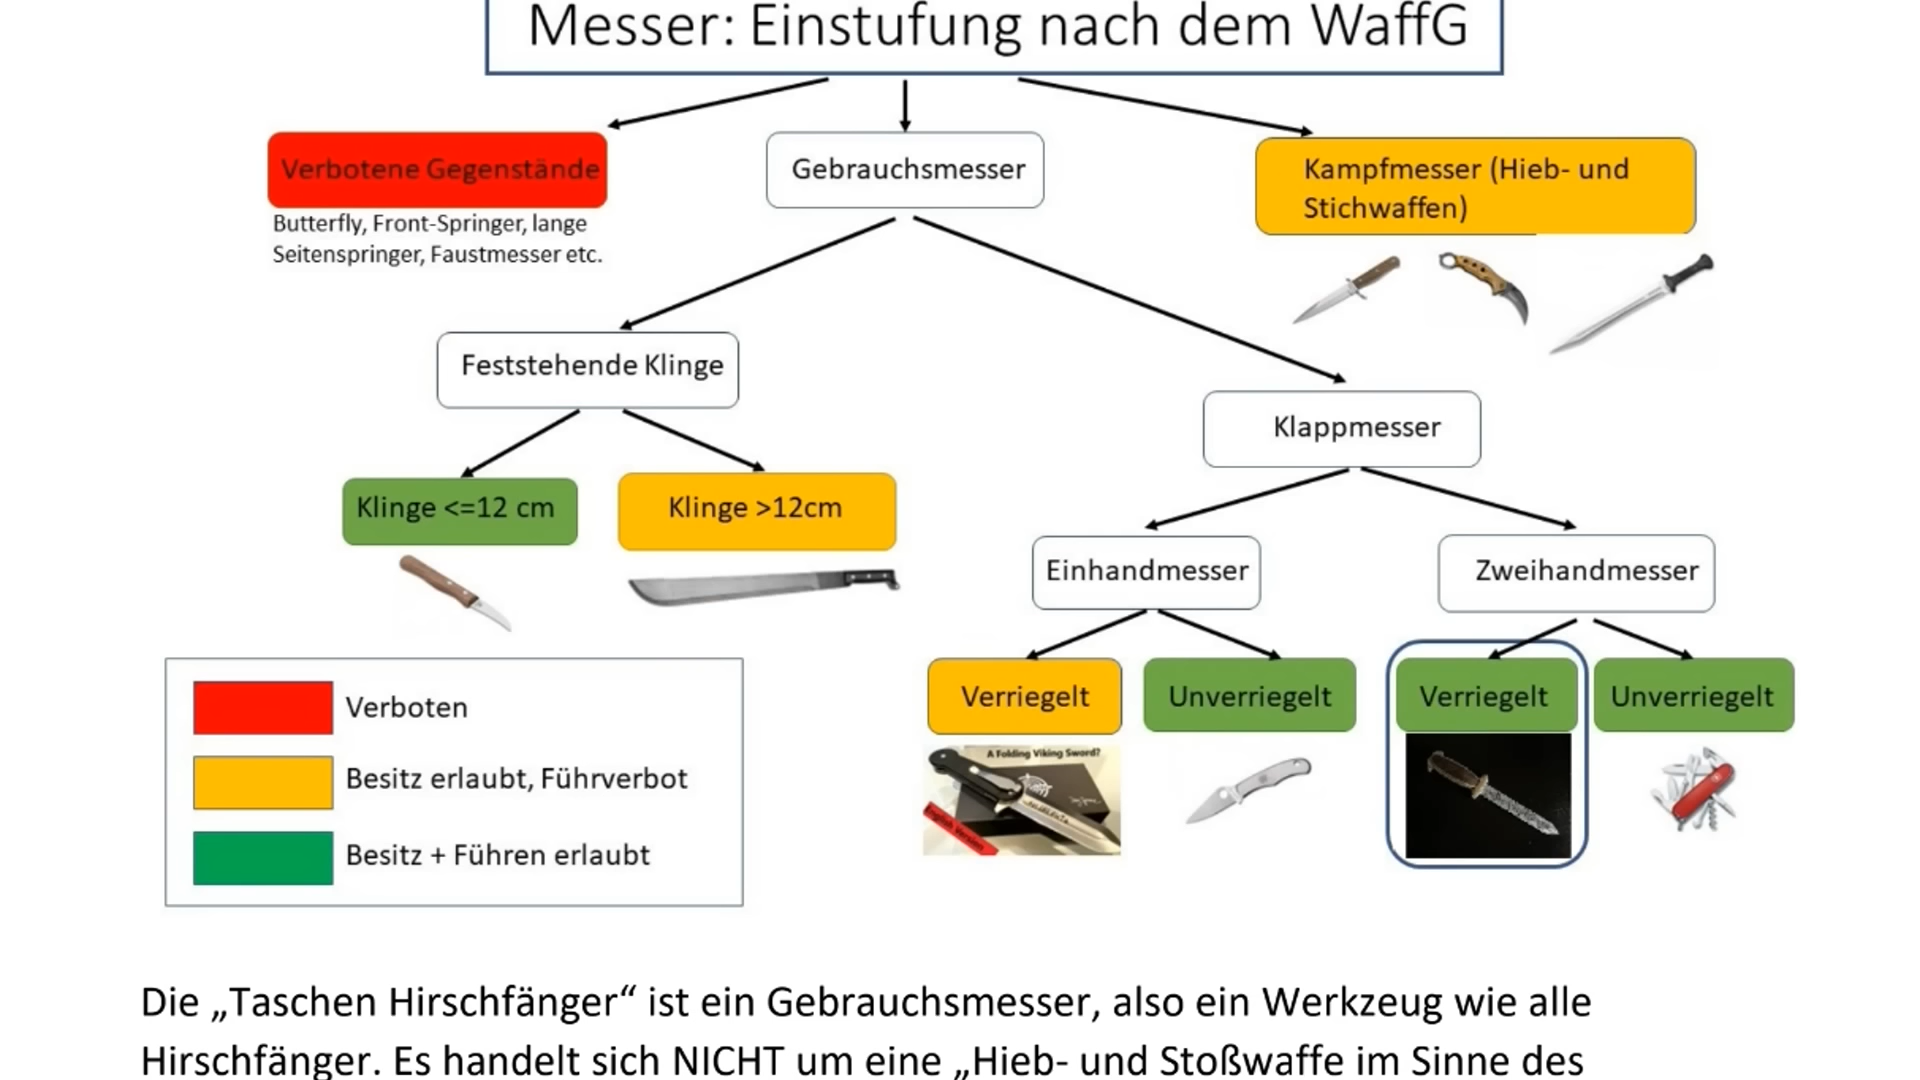 Messer: Einstufung nach dem WaffG
Verbotene Gegenstände
Butterfly, Front-Springer, lange
Seitenspringer, Faustmesser etc.
Gebrauchsmesser
Kampfmesser (Hieb- und
Stichwaffen)
Feststehende Klinge
Klappmesser
Klinge <=12 cm
Klinge >12cm
Einhandmesser
Zweihandmesser
Verriegelt
Unverriegelt
Verriegelt
Unverriegelt
A Folding Viking Sword?
English Version
Verboten
Besitz erlaubt, Führverbot
Besitz + Führen erlaubt
Die „Taschen Hirschfänger“ ist ein Gebrauchsmesser, also ein Werkzeug wie alle
Hirschfänger. Es handelt sich NICHT um eine „Hieb- und Stoßwaffe im Sinne des